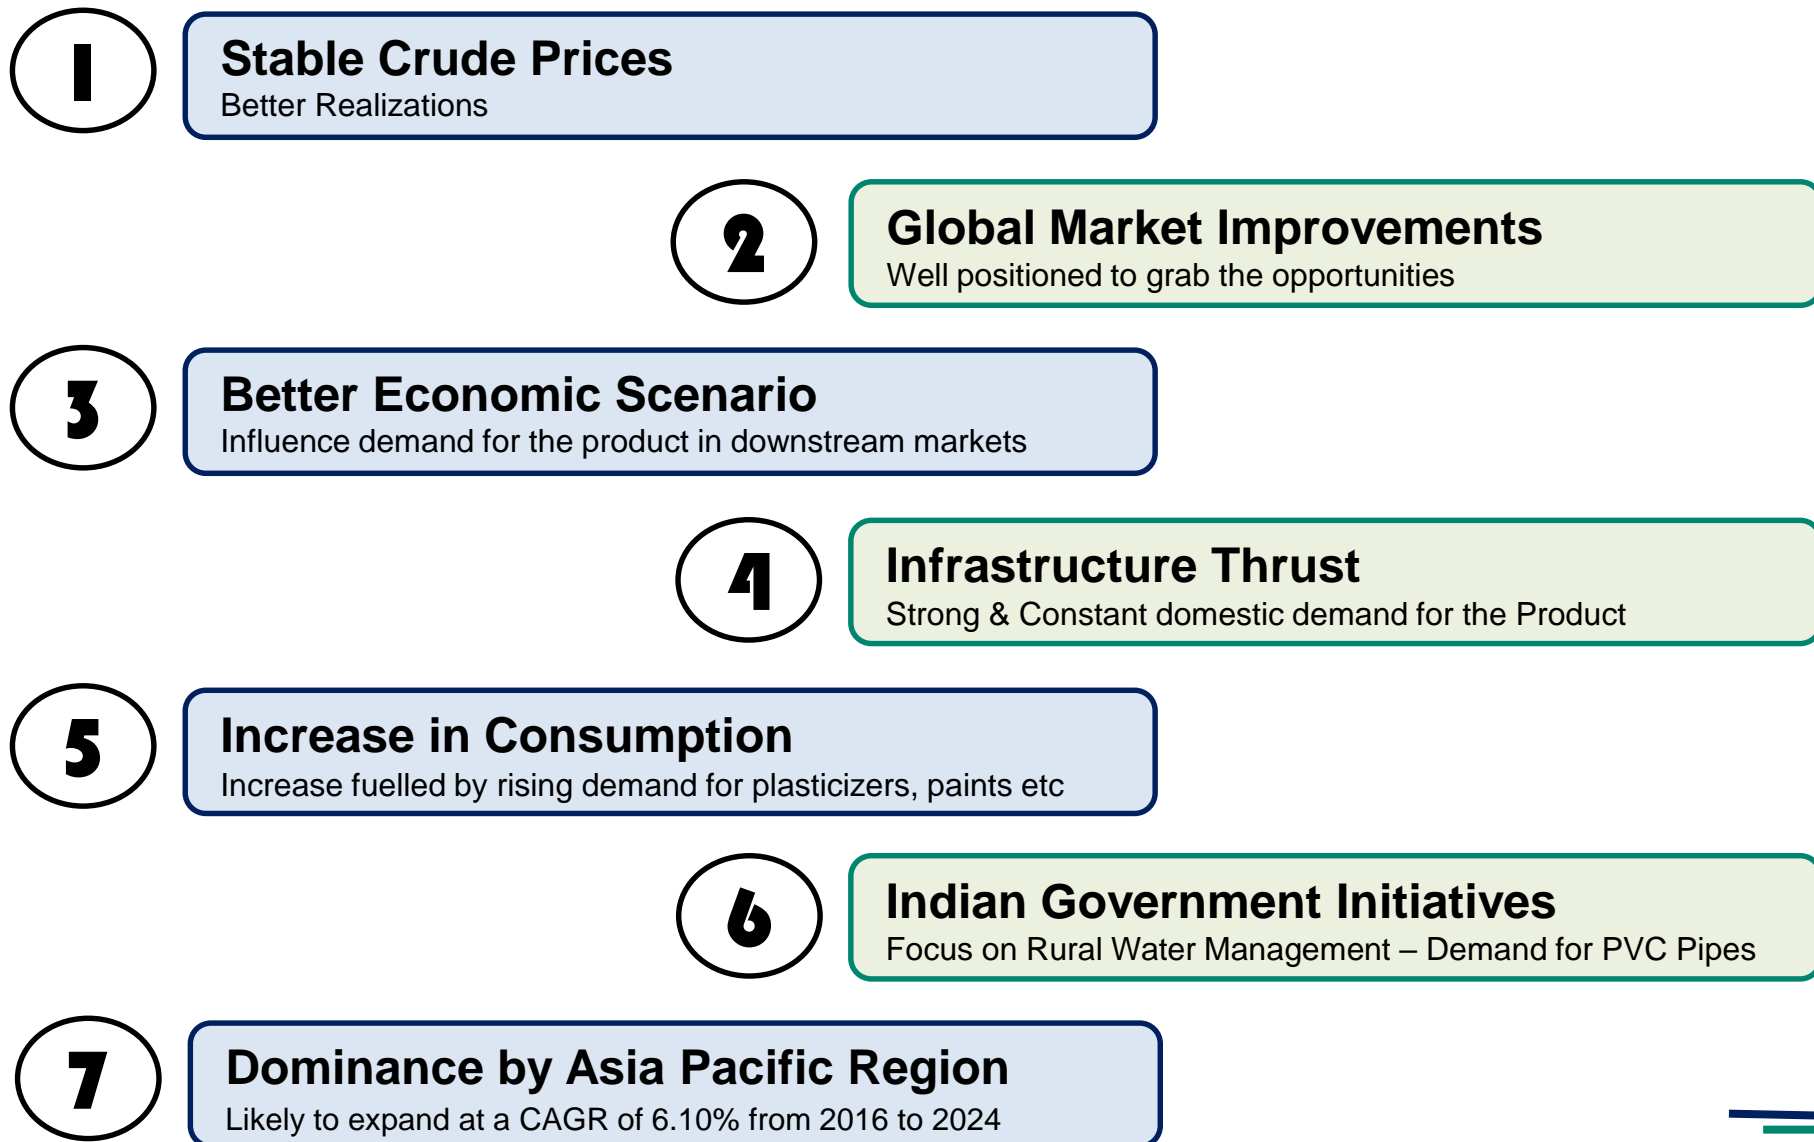 1
Stable Crude Prices
Better Realizations
2
Global Market Improvements
Well positioned to grab the opportunities
3
Better Economic Scenario
Influence demand for the product in downstream markets
4
Infrastructure Thrust
Strong & Constant domestic demand for the Product
5
Increase in Consumption
Increase fuelled by rising demand for plasticizers, paints etc
6
Indian Government Initiatives
Focus on Rural Water Management – Demand for PVC Pipes
7
Dominance by Asia Pacific Region
Likely to expand at a CAGR of 6.10% from 2016 to 2024